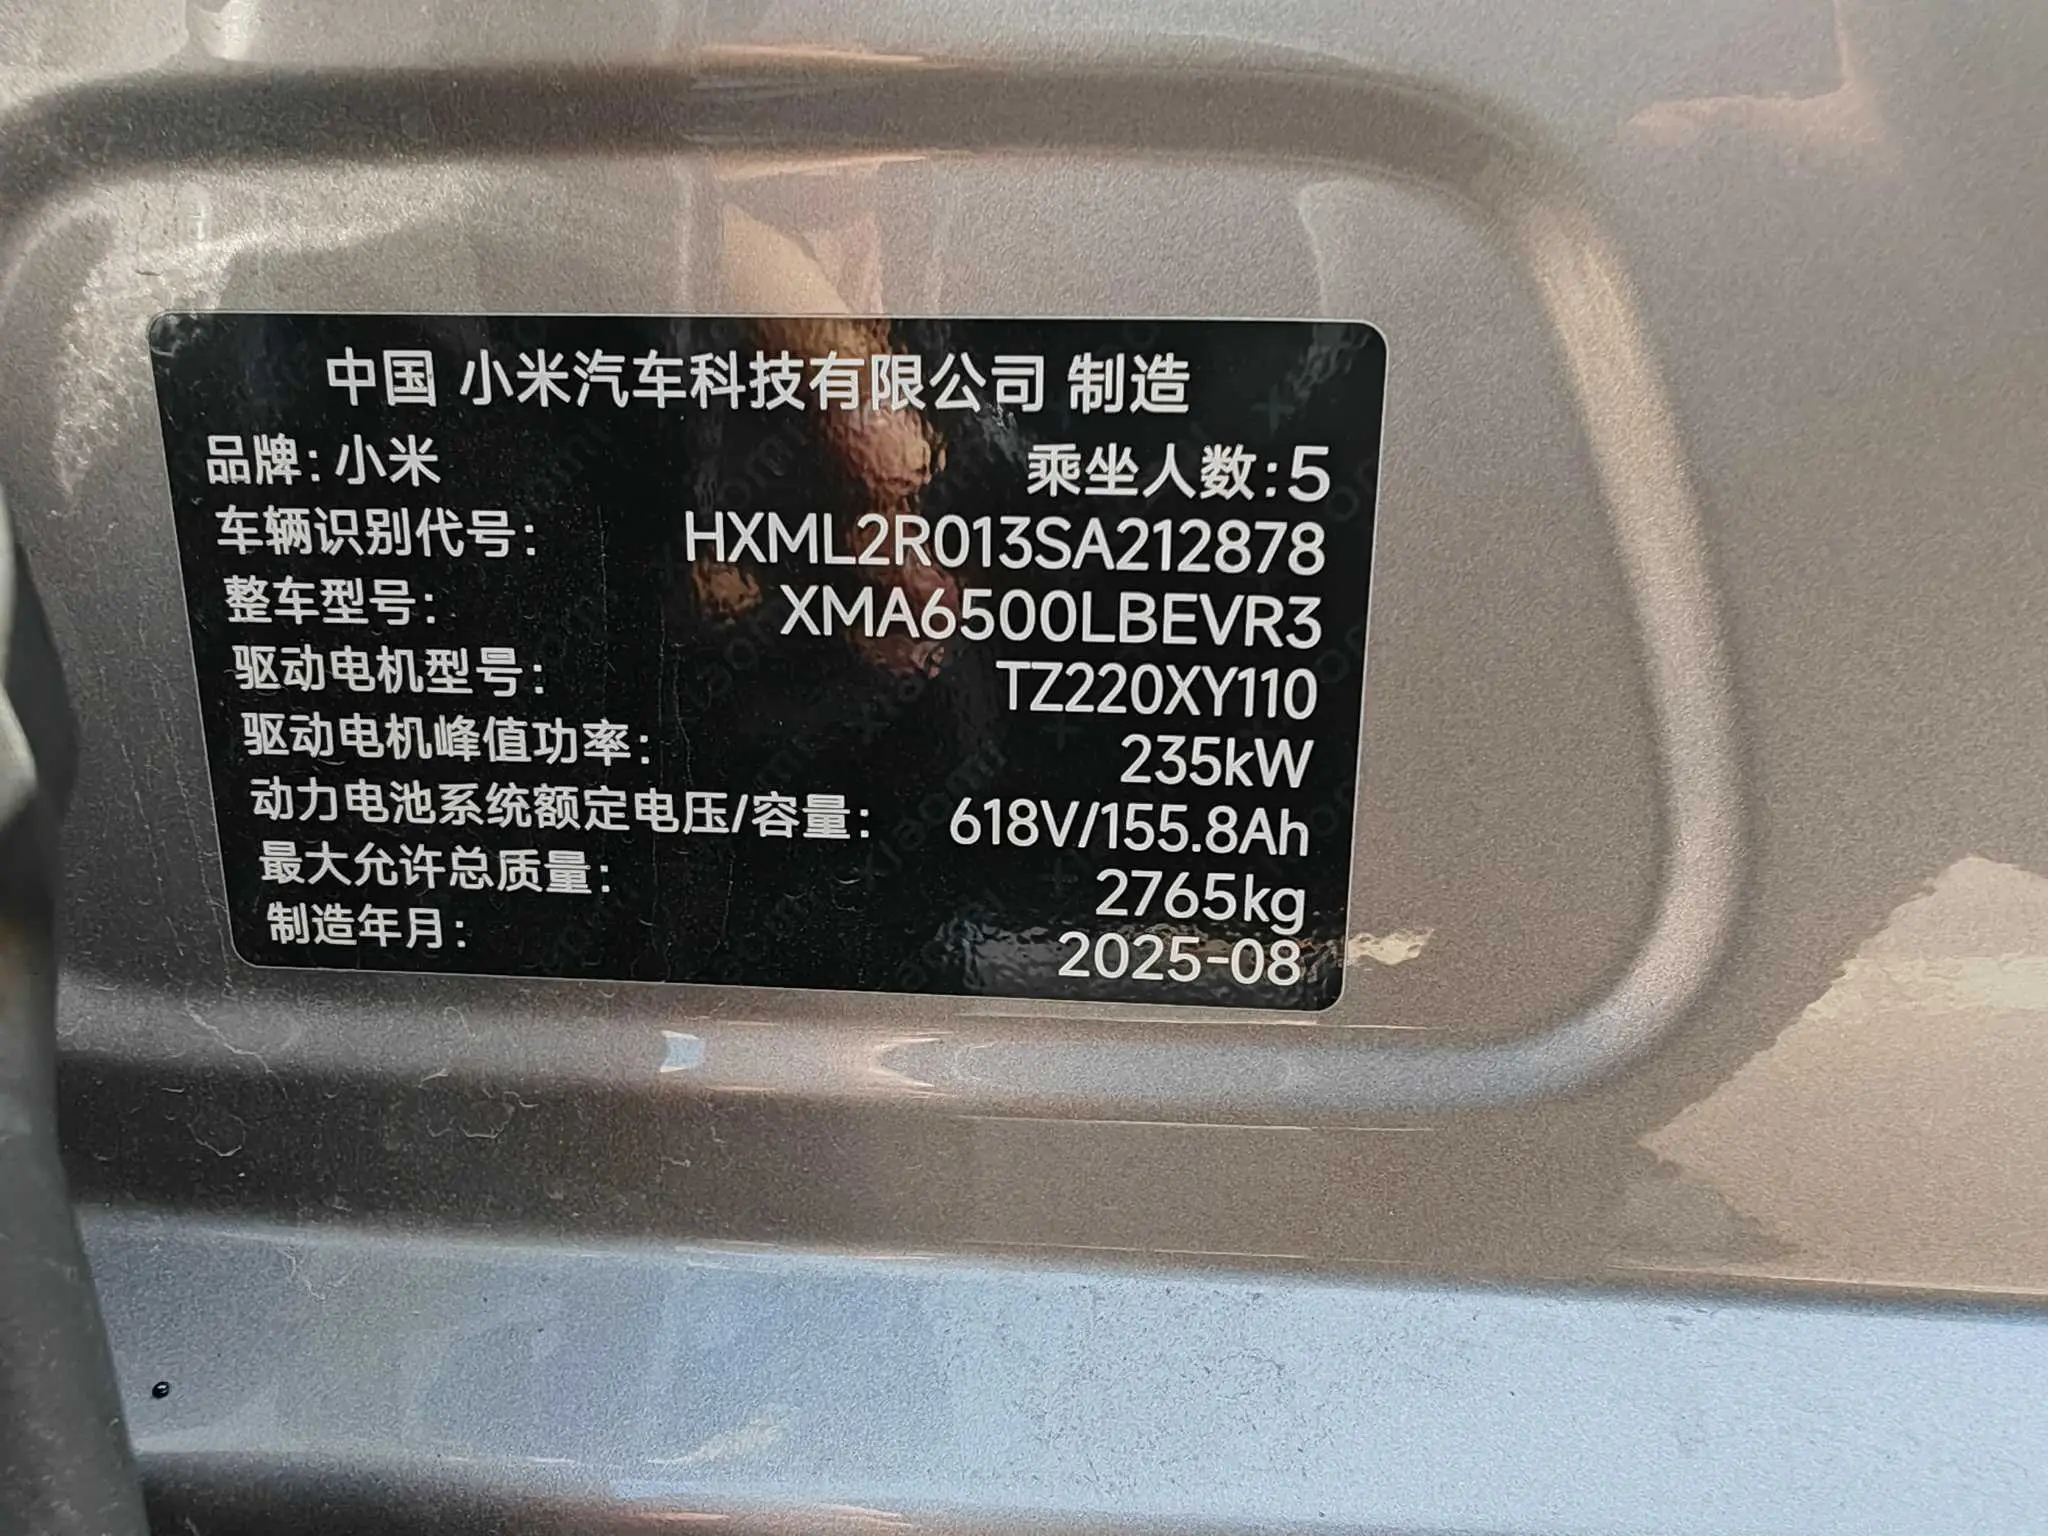 中国 小米汽车科技有限公司 制造
品牌：小米 乘坐人数：5
车辆识别代号： HXML2R013SA212878
整车型号： XMA6500LBEVR3
驱动电机型号： TZ220XY110
驱动电机峰值功率： 235kW
动力电池系统额定电压/容量： 618V/155.8Ah
最大允许总质量： 2765kg
制造年月： 2025-08